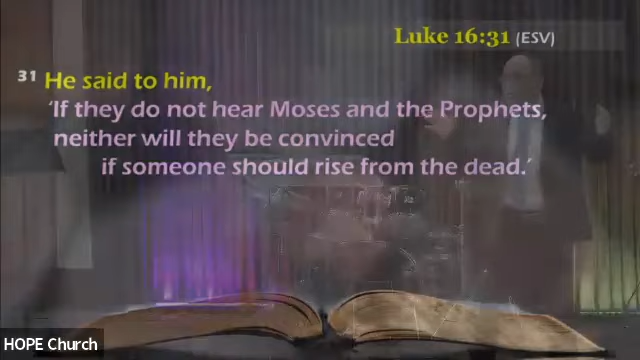 Luke 16:31 (ESV)
31 He said to him,
‘If they do not hear Moses and the Prophets,
neither will they be convinced
if someone should rise from the dead.’
HOPE Church